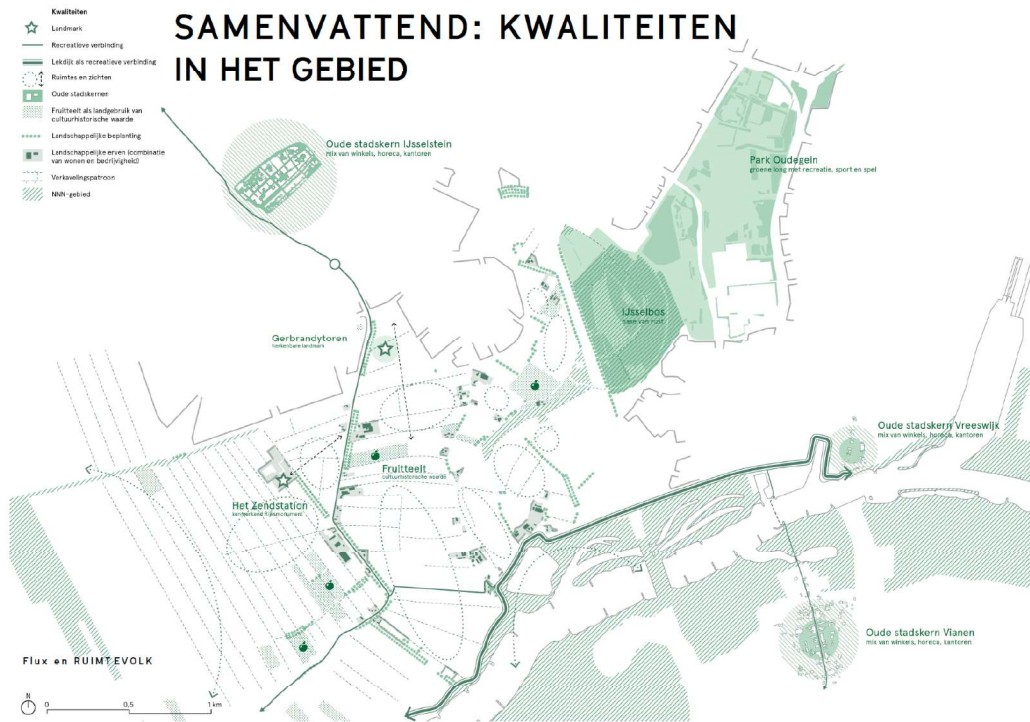 SAMENVATTEND: KWALITEITEN
IN HET GEBIED
Kwaliteiten
Landmark
Recreatieve verbinding
Lekdijk als recreatieve verbinding
Ruimtes en zichten
Oude stadskernen
Fruitteelt als landgebruik van
cultuurhistorische waarde
Landschappelijke beplanting
Landschappelijke erven (combinatie
van wonen en bedrijvigheid)
Verkavelingspatroon
NNN-gebied
Oude stadskern IJsselstein
mix van winkels, horeca, kantoren
Park Oudegein
groene long met recreatie, sport en spel
IJsselbos
Gerbrandytoren
herkenbare landmark
Oude stadskern Vreeswijk
mix van winkels, horeca, kantoren
Fruitteelt
cultuurhistorische waarde
Het Zendstation
kenmerkend Rijksmonument
Oude stadskern Vianen
mix van winkels, horeca, kantoren
Flux en RUIMTEVOLK
N
0
0,5
1 km